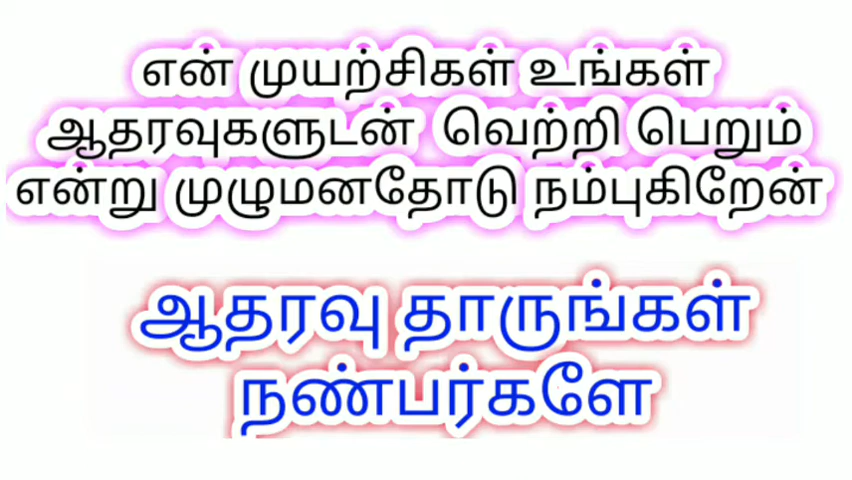 என் முயற்சிகள் உங்கள்
ஆதரவுகளுடன் வெற்றி பெறும்
என்று முழுமனதோடு நம்புகிறேன்
ஆதரவு தாருங்கள்
நண்பர்களே